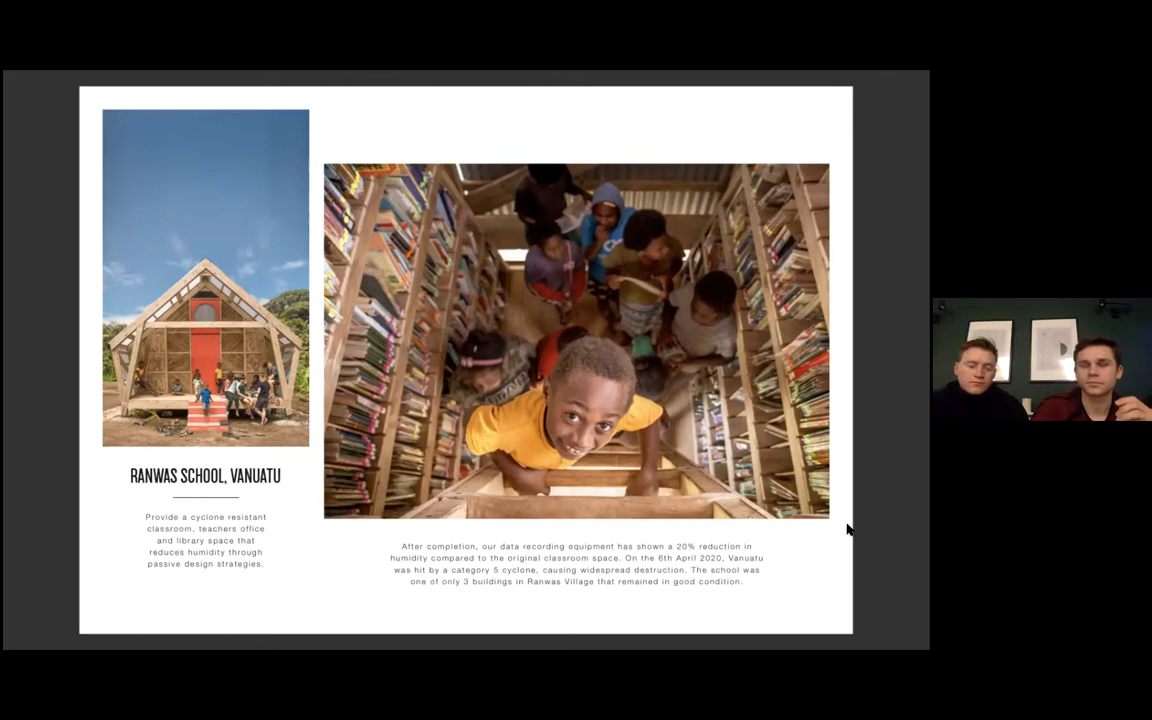 RANWAS SCHOOL, VANUATU
Provide a cyclone resistant
classroom, teachers office
and library space that
reduces humidity through
passive design strategies.
After completion, our data recording equipment has shown a 20% reduction in
humidity compared to the original classroom space. On the 6th April 2020, Vanuatu
was hit by a category 5 cyclone, causing widespread destruction. The school was
one of only 3 buildings in Ranwas Village that remained in good condition.